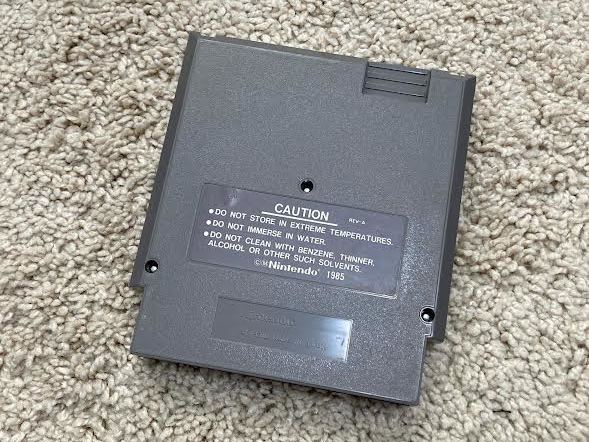 CAUTION REV-A
● DO NOT STORE IN EXTREME TEMPERATURES.
● DO NOT IMMERSE IN WATER.
● DO NOT CLEAN WITH BENZENE, THINNER,
ALCOHOL OR OTHER SUCH SOLVENTS.
Nintendo® 1985